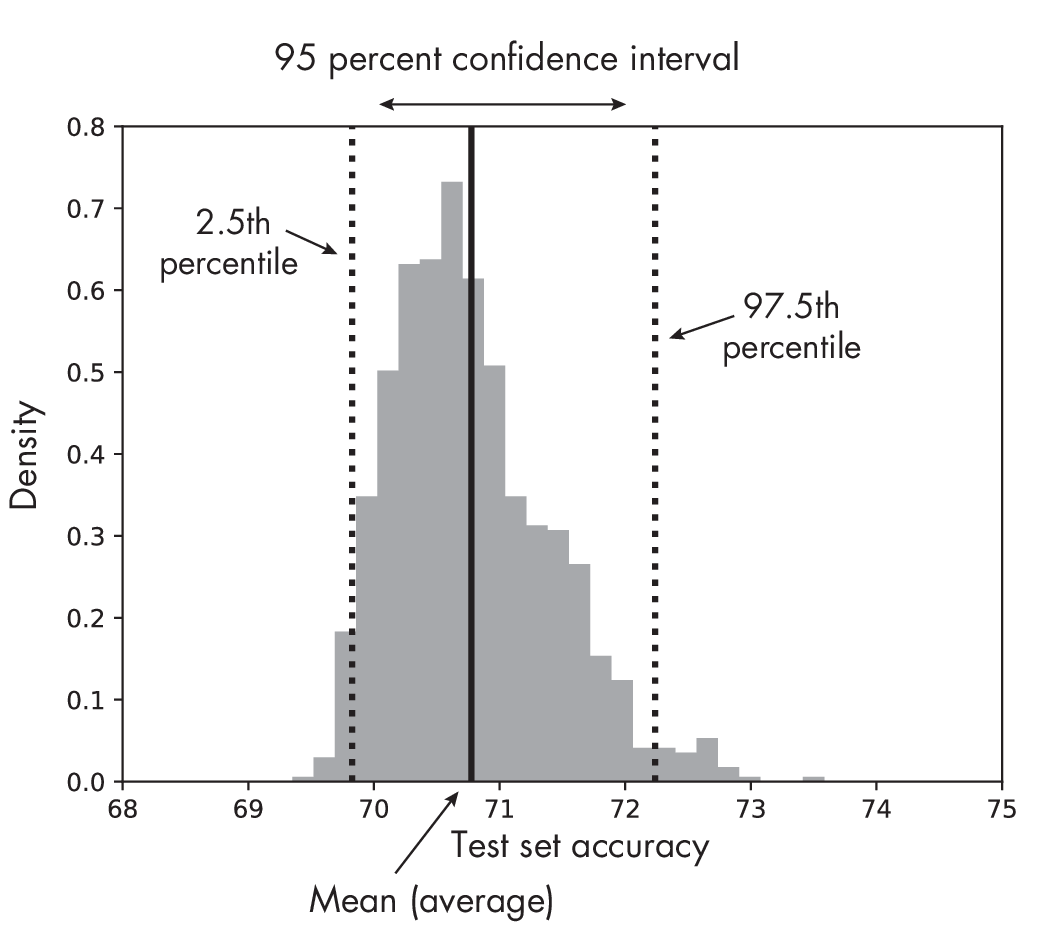 95 percent confidence interval
0.8
0.7
0.6
0.5
0.4
0.3
0.2
0.1
0.0
Density
2.5th
percentile
97.5th
percentile
68 69 70 71 72 73 74 75
Test set accuracy
Mean (average)